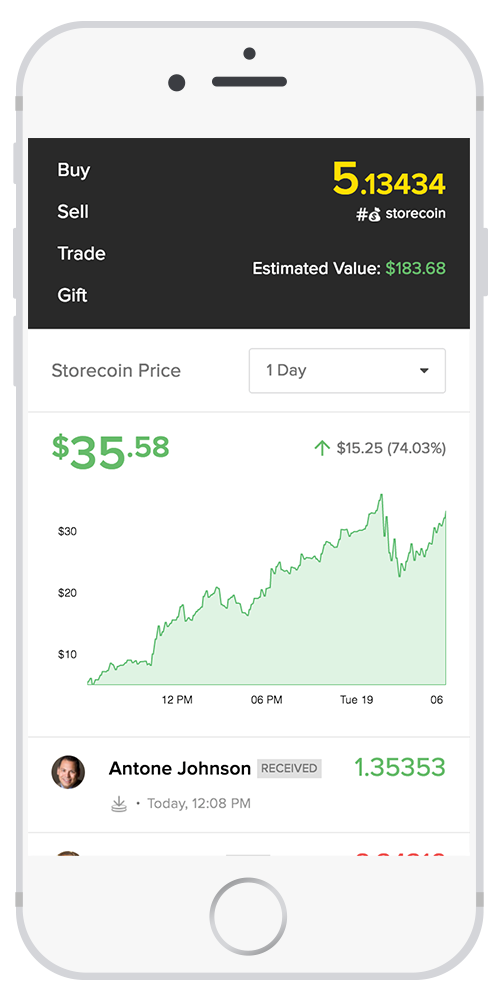 Buy
Sell
Trade
Gift
5.13434
# storecoin
Estimated Value: $183.68
Storecoin Price
1 Day
$35.58
↑ $15.25 (74.03%)
$30
$20
$10
12 PM 06 PM Tue 19 06
Antone Johnson RECEIVED 1.35353
• Today, 12:08 PM